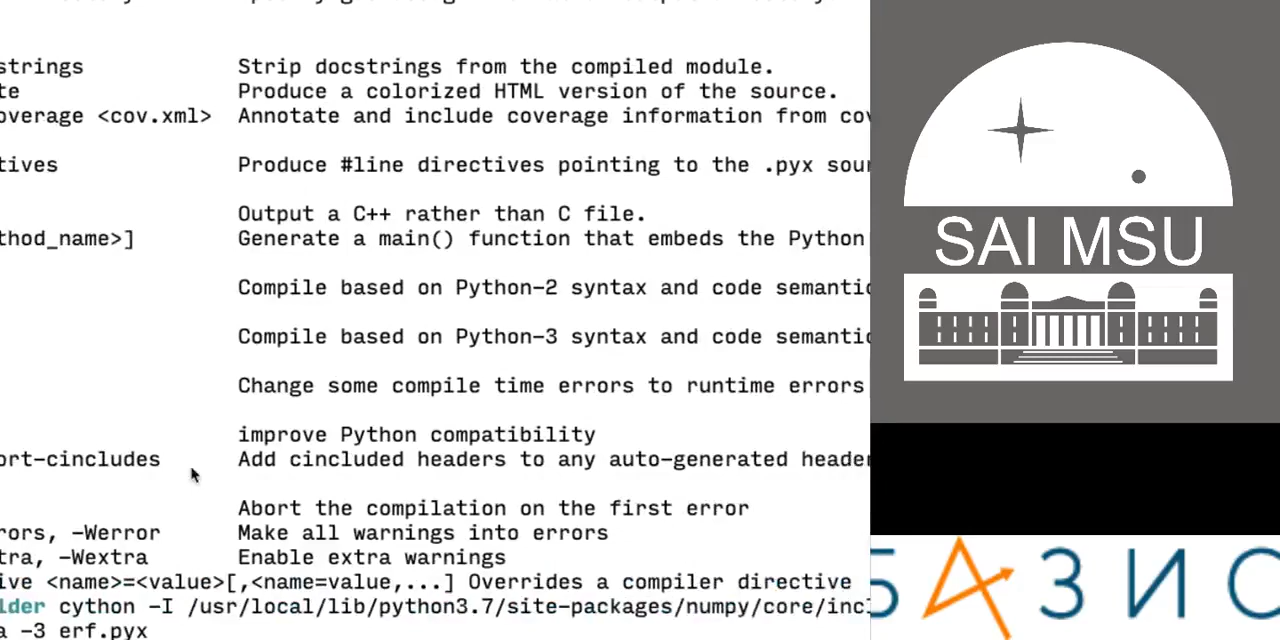 strings Strip docstrings from the compiled module.
te Produce a colorized HTML version of the source.
overage <cov.xml> Annotate and include coverage information from cov
tives Produce #line directives pointing to the .pyx sour
Output a C++ rather than C file.
thod_name>] Generate a main() function that embeds the Python
Compile based on Python-2 syntax and code semantic
Compile based on Python-3 syntax and code semantic
Change some compile time errors to runtime errors
improve Python compatibility
ort-cincludes Add cincluded headers to any auto-generated header
Abort the compilation on the first error
rors, -Werror Make all warnings into errors
tra, -Wextra Enable extra warnings
ive <name>=<value>[,<name=value,...] Overrides a compiler directive
lder cython -I /usr/local/lib/python3.7/site-packages/numpy/core/incl
a -3 erf.pyx
SAI MSU
БАЗИС